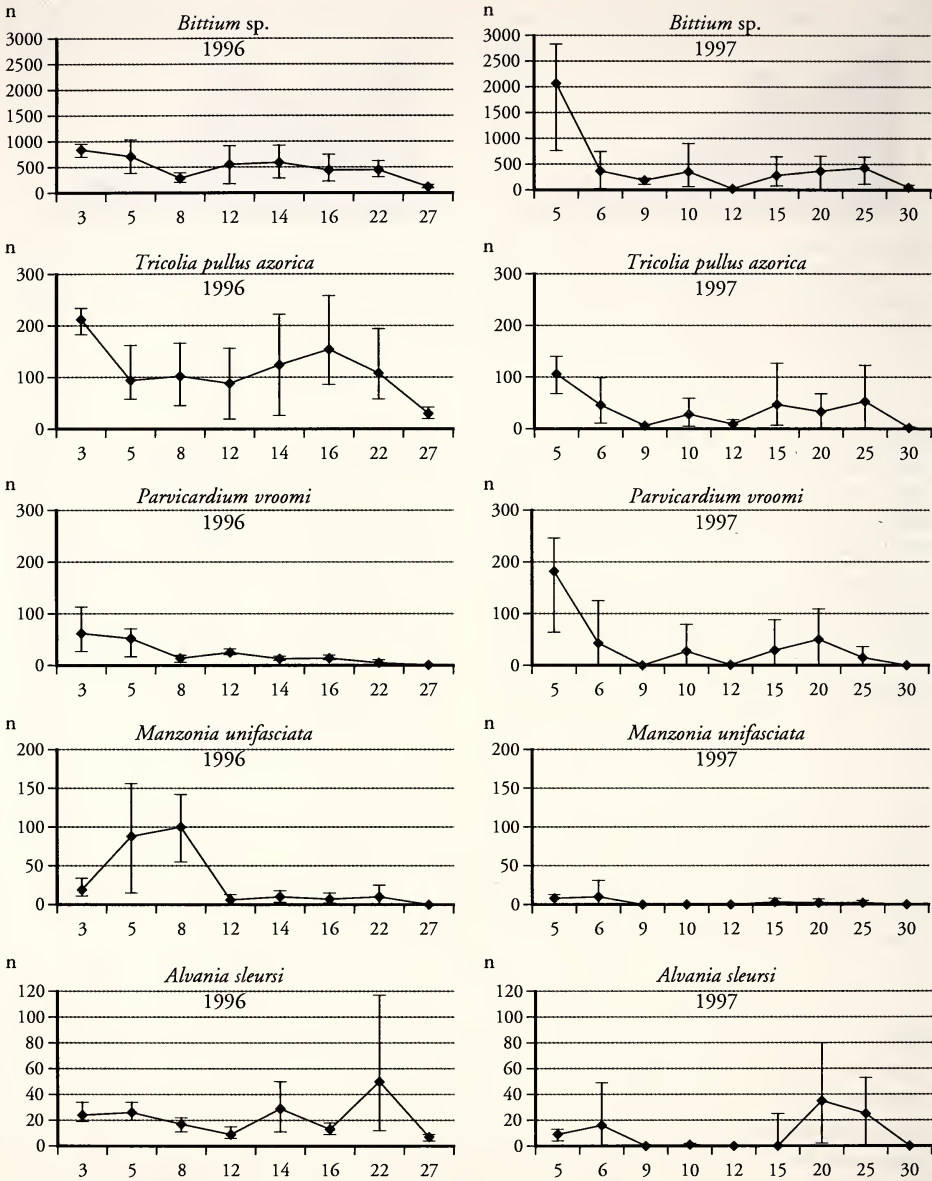 n
Bittium sp.
1996
3000
2500
2000
1500
1000
500
0
3 5 8 12 14 16 22 27
n
Bittium sp.
1997
3000
2500
2000
1500
1000
500
0
5 6 9 10 12 15 20 25 30
n
Tricolia pullus azorica
1996
300
200
100
0
3 5 8 12 14 16 22 27
n
Tricolia pullus azorica
1997
300
200
100
0
5 6 9 10 12 15 20 25 30
n
Parvicardium vroomi
1996
300
200
100
0
3 5 8 12 14 16 22 27
n
Parvicardium vroomi
1997
300
200
100
0
5 6 9 10 12 15 20 25 30
n
Manzonia unifasciata
1996
200
150
100
50
0
3 5 8 12 14 16 22 27
n
Manzonia unifasciata
1997
200
150
100
50
0
5 6 9 10 12 15 20 25 30
n
Alvania sleursi
1996
120
100
80
60
40
20
0
3 5 8 12 14 16 22 27
n
Alvania sleursi
1997
120
100
80
60
40
20
0
5 6 9 10 12 15 20 25 30